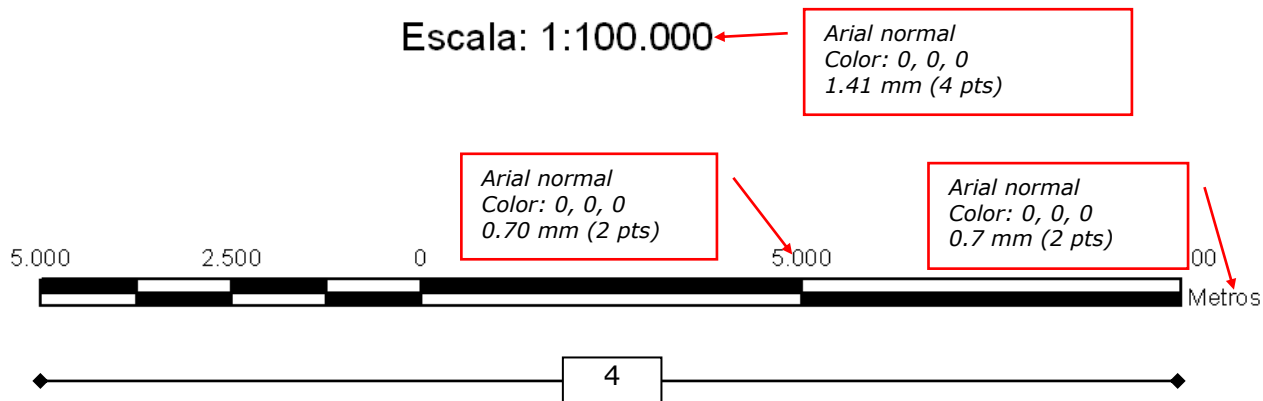 Escala: 1:100.000
Arial normal
Color: 0, 0, 0
1.41 mm (4 pts)
Arial normal
Color: 0, 0, 0
0.70 mm (2 pts)
Arial normal
Color: 0, 0, 0
0.7 mm (2 pts)
5.000 2.500 0 5.000 00
Metros
4